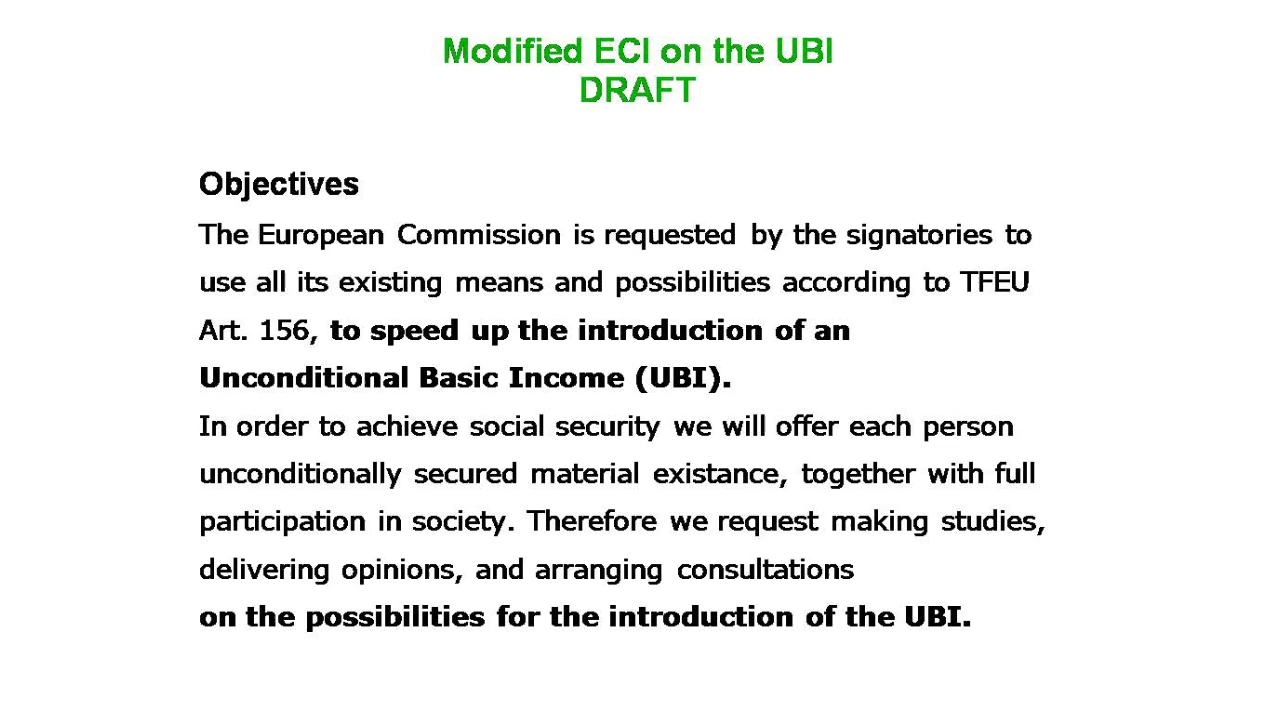 Modified ECI on the UBI
DRAFT
Objectives
The European Commission is requested by the signatories to
use all its existing means and possibilities according to TFEU
Art. 156, to speed up the introduction of an
Unconditional Basic Income (UBI).
In order to achieve social security we will offer each person
unconditionally secured material existance, together with full
participation in society. Therefore we request making studies,
delivering opinions, and arranging consultations
on the possibilities for the introduction of the UBI.